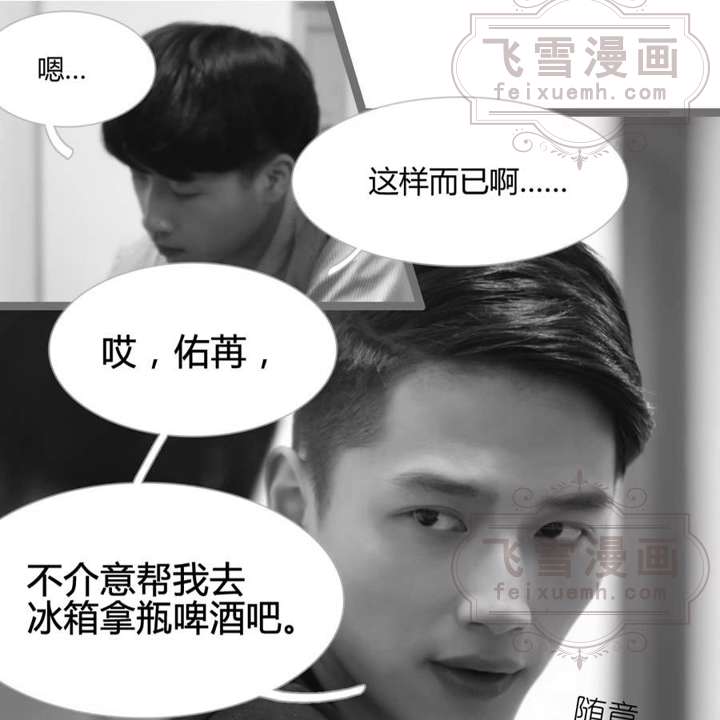 飞雪漫画
feixuemh.com
嗯…
这样而已啊……
哎，佑苒，
不介意帮我去
冰箱拿瓶啤酒吧。
飞雪漫画
feixuemh.com
随意